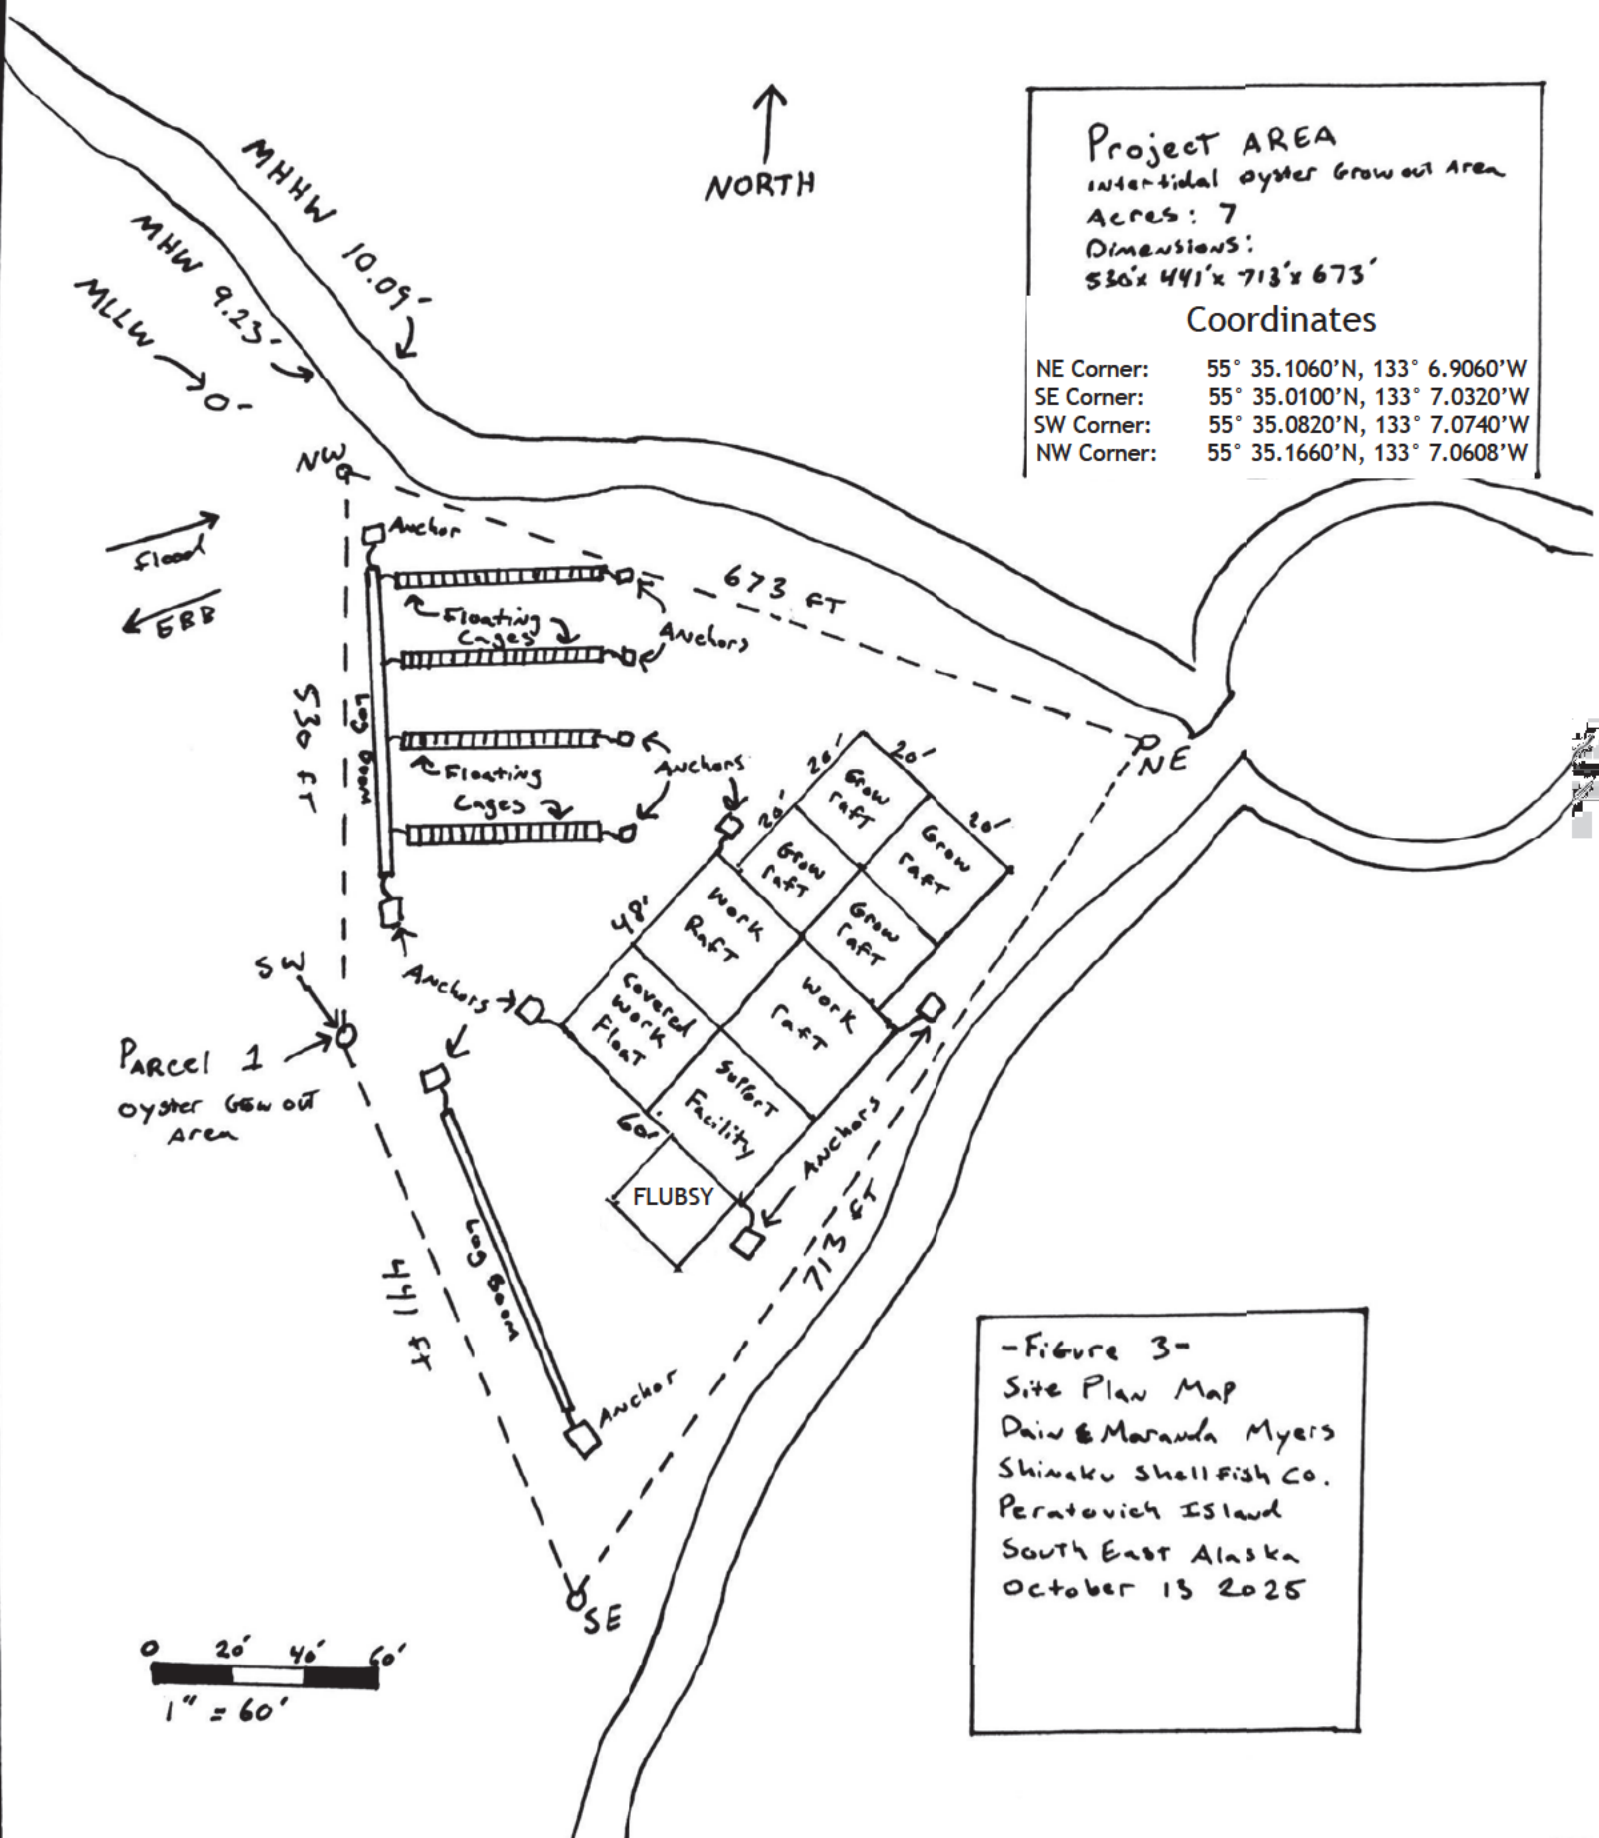 NORTH
Project AREA
Intertidal Oyster Grow out Area
Acres: 7
Dimensions:
530'x 441'x 713'x 673'
Coordinates
NE Corner: 55° 35.1060'N, 133° 6.9060'W
SE Corner: 55° 35.0100'N, 133° 7.0320'W
SW Corner: 55° 35.0820'N, 133° 7.0740'W
NW Corner: 55° 35.1660'N, 133° 7.0608'W
MHHW 10.09'
MHW 9.23'
MLLW 0'
NW
Anchor
Flood
EBB
Floating
Cages
Anchors
673 FT
530 FT
Log Boom
Floating
Cages
Anchors
NE
20'
20'
20'
20'
Grow
raft
Grow
raft
Grow
raft
Grow
raft
48'
Work
Raft
Work
raft
Covered
Work
Float
Support
Facility
60'
FLUBSY
SW
Anchors
PARCEL 1
Oyster Grow out
Area
Anchors
713 FT
Log Boom
441 FT
Anchor
SE
0 20' 40' 60'
1" = 60'
-Figure 3-
Site Plan Map
Dain & Maranda Myers
Shinaku Shellfish Co.
Peratovich Island
South East Alaska
October 13 2025